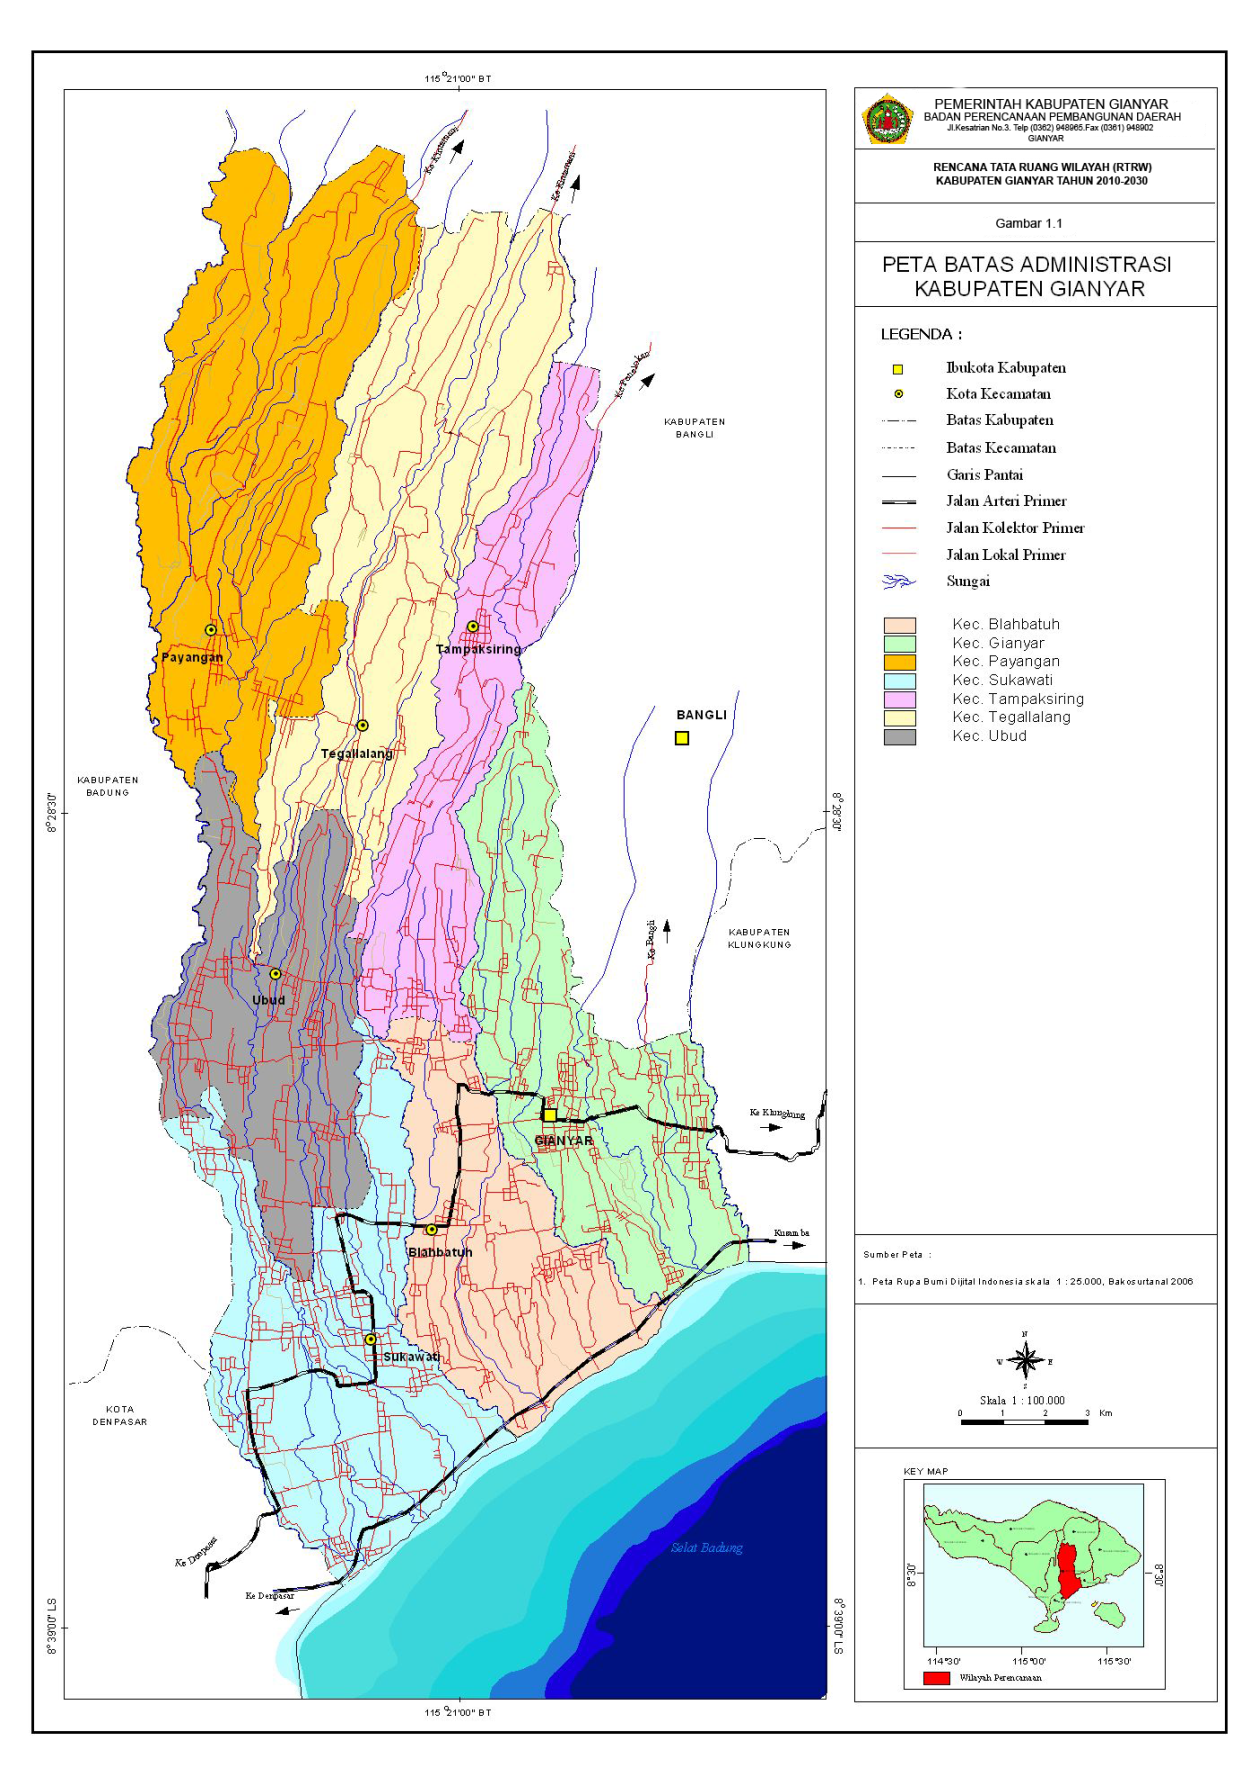 115°21'00" BT
Ke Kintamani
Ke Kintamani
Ke Penelokan
KABUPATEN
BANGLI
Payangan
Tampaksiring
Tegallalang
BANGLI
KABUPATEN
BADUNG
8°28'30"
8°28'30"
Ke Bangli
KABUPATEN
KLUNGKUNG
Ubud
Ke Klungkung
GIANYAR
Kusamba
Blahbatuh
Sukawati
KOTA
DENPASAR
Selat Badung
Ke Denpasar
Ke Denpasar
8°39'00" LS
8°39'00" LS
115°21'00" BT
PEMERINTAH KABUPATEN GIANYAR
BADAN PERENCANAAN PEMBANGUNAN DAERAH
Jl.Kesatrian No.3. Telp (0362) 948965.Fax (0361) 948902
GIANYAR
RENCANA TATA RUANG WILAYAH (RTRW)
KABUPATEN GIANYAR TAHUN 2010-2030
Gambar 1.1
PETA BATAS ADMINISTRASI
KABUPATEN GIANYAR
LEGENDA :
Ibukota Kabupaten
Kota Kecamatan
Batas Kabupaten
Batas Kecamatan
Garis Pantai
Jalan Arteri Primer
Jalan Kolektor Primer
Jalan Lokal Primer
Sungai
Kec. Blahbatuh
Kec. Gianyar
Kec. Payangan
Kec. Sukawati
Kec. Tampaksiring
Kec. Tegallalang
Kec. Ubud
Sumber Peta :
1. Peta Rupa Bumi Dijital Indonesia skala 1 : 25.000, Bakosurtanal 2006
N
W E
S
Skala 1 : 100.000
0 1 2 3 Km
KEY MAP
8°30'
8°30'
114°30' 115°00' 115°30'
Wilayah Perencanaan